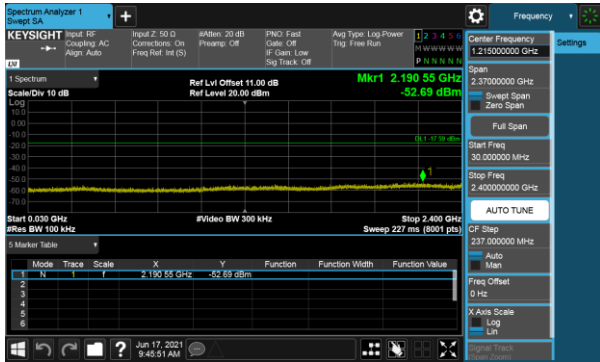 Spectrum Analyzer 1
Swept SA
Frequency
KEYSIGHT
Input: RF
Coupling: AC
Align: Auto
Input Z: 50 Ω
Corrections: On
Freq Ref: Int (S)
#Atten: 20 dB
Preamp: Off
PNO: Fast
Gate: Off
IF Gain: Low
Sig Track: Off
Avg Type: Log-Power
Trig: Free Run
1 2 3 4 5 6
M W W W W W
P N N N N N
LXI
1 Spectrum
Scale/Div 10 dB
Ref Lvl Offset 11.00 dB
Ref Level 20.00 dBm
Mkr1 2.190 55 GHz
-52.69 dBm
Log
10.0
0.00
-10.0
-20.0
-30.0
-40.0
-50.0
-60.0
-70.0
DL1 -17.59 dBm
1
Start 0.030 GHz
#Res BW 100 kHz
#Video BW 300 kHz
Stop 2.400 GHz
Sweep 227 ms (8001 pts)
5 Marker Table
Mode Trace Scale X Y Function Function Width Function Value
1 N 1 f 2.190 55 GHz -52.69 dBm
2
3
4
5
6
Jun 17, 2021
9:45:51 AM
Center Frequency
1.215000000 GHz
Span
2.37000000 GHz
Swept Span
Zero Span
Full Span
Start Freq
30.000000 MHz
Stop Freq
2.400000000 GHz
AUTO TUNE
CF Step
237.000000 MHz
Auto
Man
Freq Offset
0 Hz
X Axis Scale
Log
Lin
Signal Track
(Span Zoom)
Settings